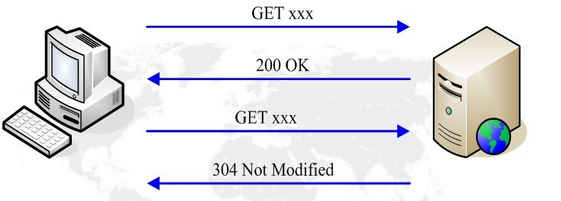 GET xxx
200 OK
GET xxx
304 Not Modified